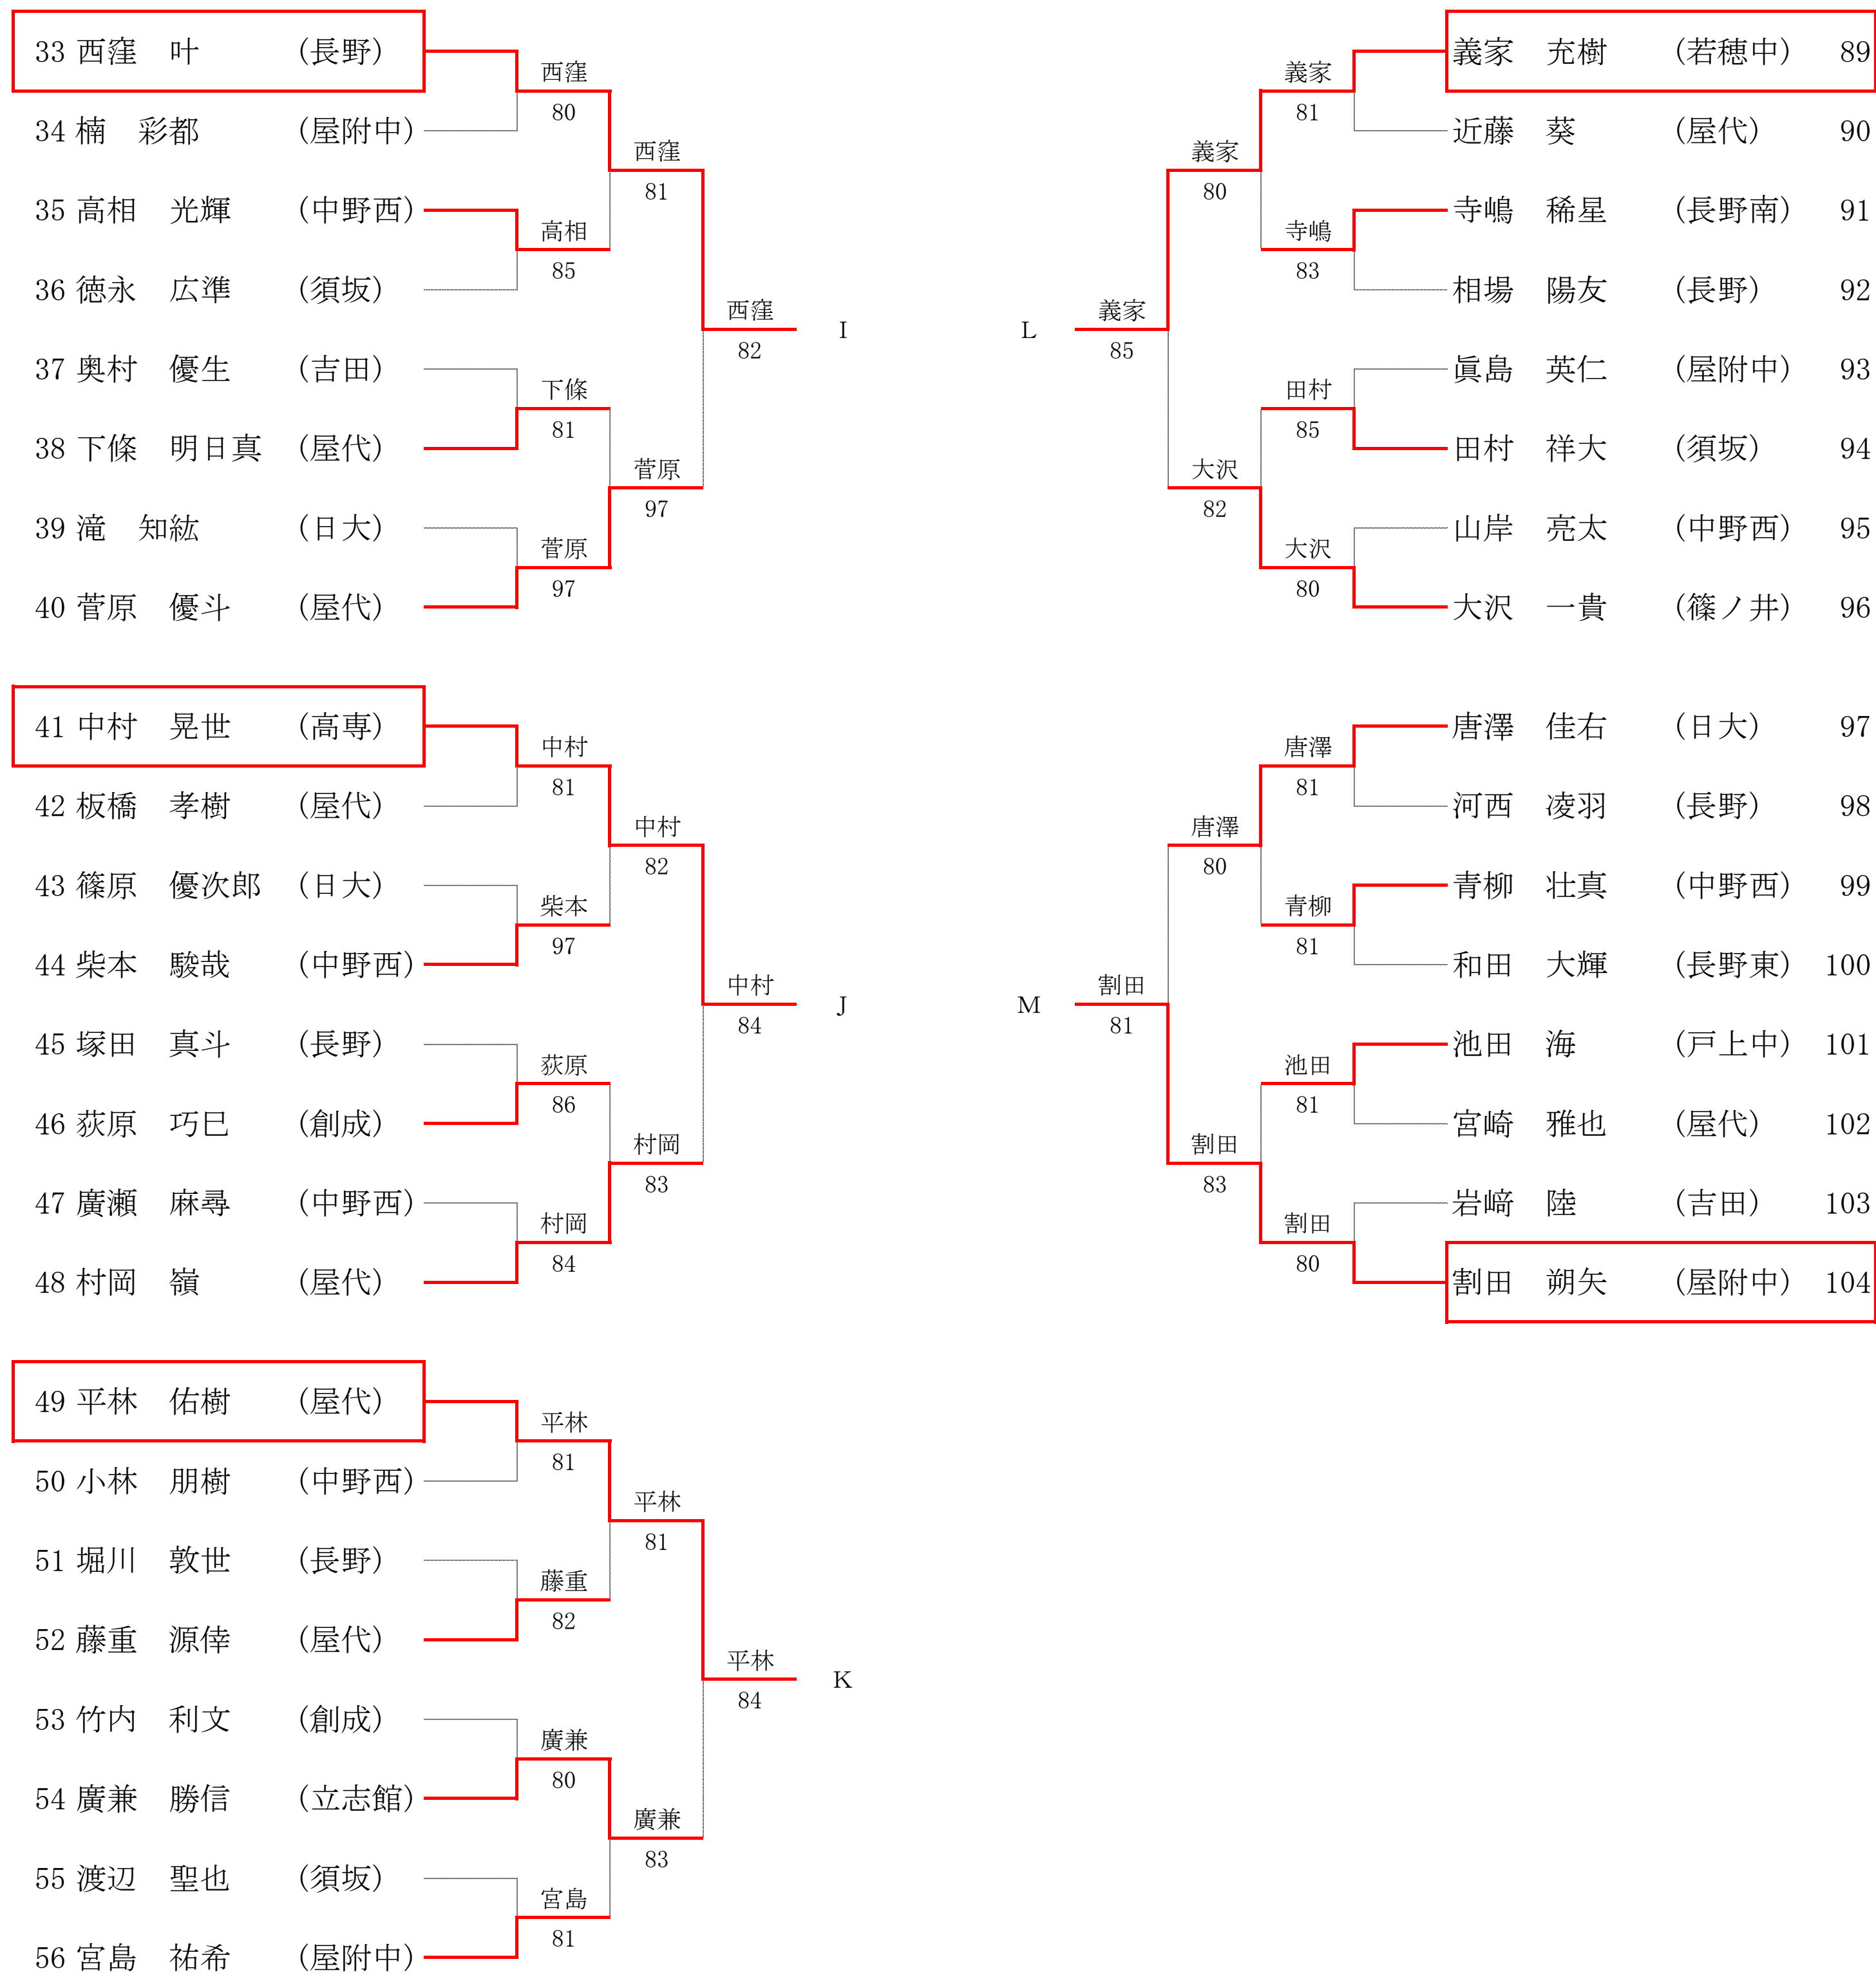 33 西窪　叶　(長野)
西窪
80
34 楠　彩都　(屋附中)
西窪
81
35 高相　光輝　(中野西)
高相
85
36 徳永　広準　(須坂)
西窪
82
I
37 奥村　優生　(吉田)
下條
81
38 下條　明日真　(屋代)
菅原
97
39 滝　知紘　(日大)
菅原
97
40 菅原　優斗　(屋代)
41 中村　晃世　(高専)
中村
81
42 板橋　孝樹　(屋代)
中村
82
43 篠原　優次郎　(日大)
柴本
97
44 柴本　駿哉　(中野西)
中村
84
J
45 塚田　真斗　(長野)
荻原
86
46 荻原　巧巳　(創成)
村岡
83
47 廣瀬　麻尋　(中野西)
村岡
84
48 村岡　嶺　(屋代)
49 平林　佑樹　(屋代)
平林
81
50 小林　朋樹　(中野西)
平林
81
51 堀川　敦世　(長野)
藤重
82
52 藤重　源倖　(屋代)
平林
84
K
53 竹内　利文　(創成)
廣兼
80
54 廣兼　勝信　(立志館)
廣兼
83
55 渡辺　聖也　(須坂)
宮島
81
56 宮島　祐希　(屋附中)
義家　充樹　(若穂中)　89
義家
81
近藤　葵　(屋代)　90
義家
80
寺嶋　稀星　(長野南)　91
寺嶋
83
相場　陽友　(長野)　92
L
義家
85
眞島　英仁　(屋附中)　93
田村
85
田村　祥大　(須坂)　94
大沢
82
山岸　亮太　(中野西)　95
大沢
80
大沢　一貴　(篠ノ井)　96
唐澤　佳右　(日大)　97
唐澤
81
河西　凌羽　(長野)　98
唐澤
80
青柳　壮真　(中野西)　99
青柳
81
和田　大輝　(長野東)　100
M
割田
81
池田　海　(戸上中)　101
池田
81
宮崎　雅也　(屋代)　102
割田
83
岩﨑　陸　(吉田)　103
割田
80
割田　朔矢　(屋附中)　104